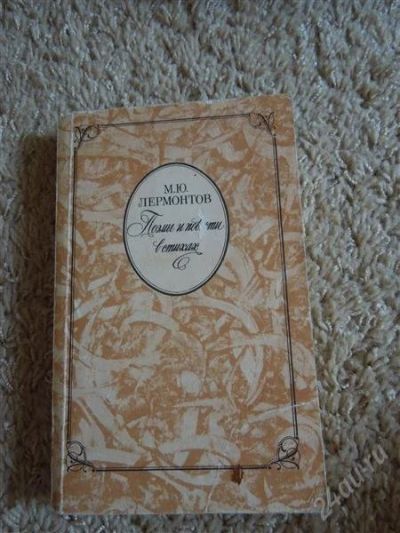 М.Ю.
ЛЕРМОНТОВ
Поэмы и повести
в стихах
24au.ru